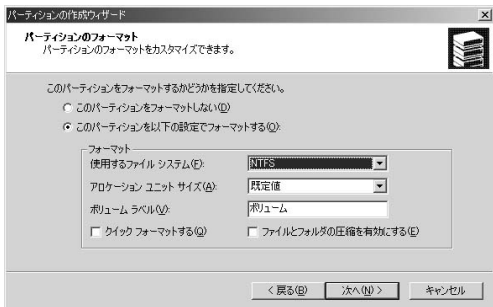 パーティションの作成ウィザード
パーティションのフォーマット
パーティションのフォーマットをカスタマイズできます。
このパーティションをフォーマットするかどうかを指定してください。
このパーティションをフォーマットしない(D)
このパーティションを以下の設定でフォーマットする(O):
フォーマット
使用するファイル システム(F): NTFS
アロケーション ユニット サイズ(A): 既定値
ボリューム ラベル(V): ボリューム
クイック フォーマットする(Q) ファイルとフォルダの圧縮を有効にする(E)
< 戻る(B) 次へ(N) > キャンセル